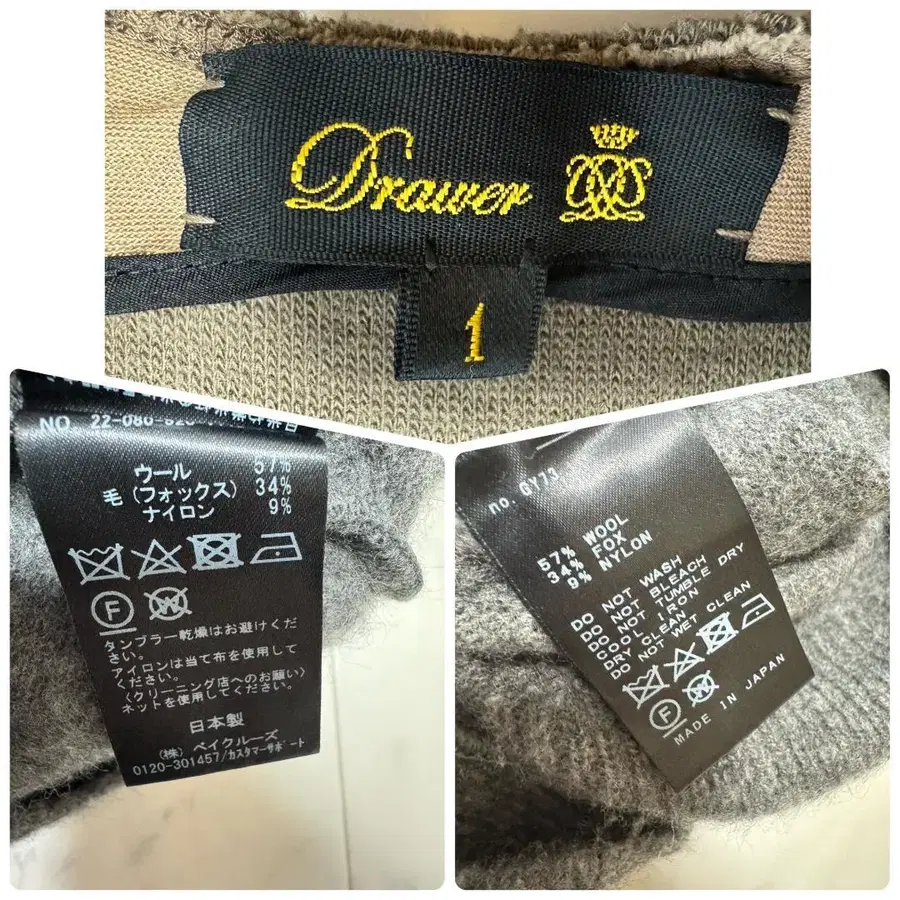 Drawer
1
NO. 22-080-
ウール 57%
毛(フォックス) 34%
ナイロン 9%
F
W
タンブラー乾燥はお避けくだ
さい。
アイロンは当て布を使用して
ください。
〈クリーニング店へのお願い〉
ネットを使用してください。
日本製
(株) ベイクルーズ
0120-301457/カスタマーサポート
no. GY73
57% WOOL
34% FOX
9% NYLON
DO NOT WASH
DO NOT BLEACH
DO NOT TUMBLE DRY
COOL IRON
DRY CLEAN
DO NOT WET CLEAN
F
W
MADE IN JAPAN